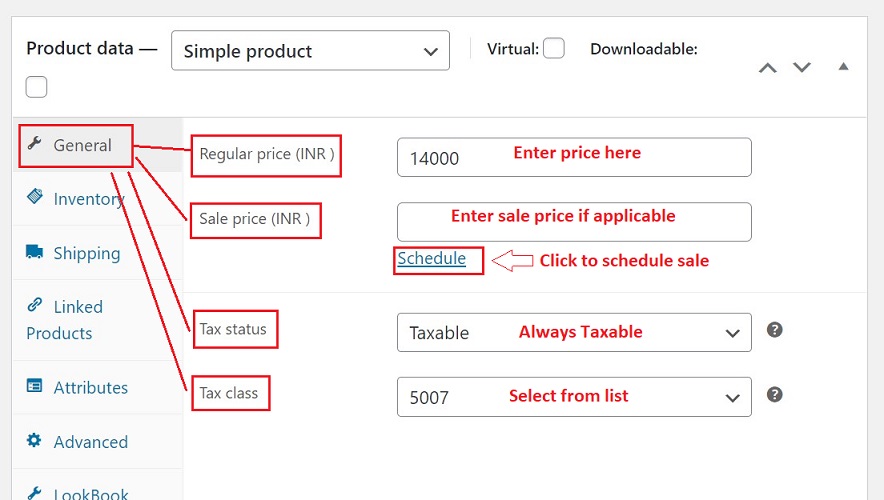 Product data — Simple product Virtual: Downloadable:
General
Regular price (INR ) 14000 Enter price here
Inventory
Sale price (INR ) Enter sale price if applicable
Shipping
Schedule Click to schedule sale
Linked
Products
Tax status Taxable Always Taxable ?
Attributes
Tax class 5007 Select from list ?
Advanced
LookBook